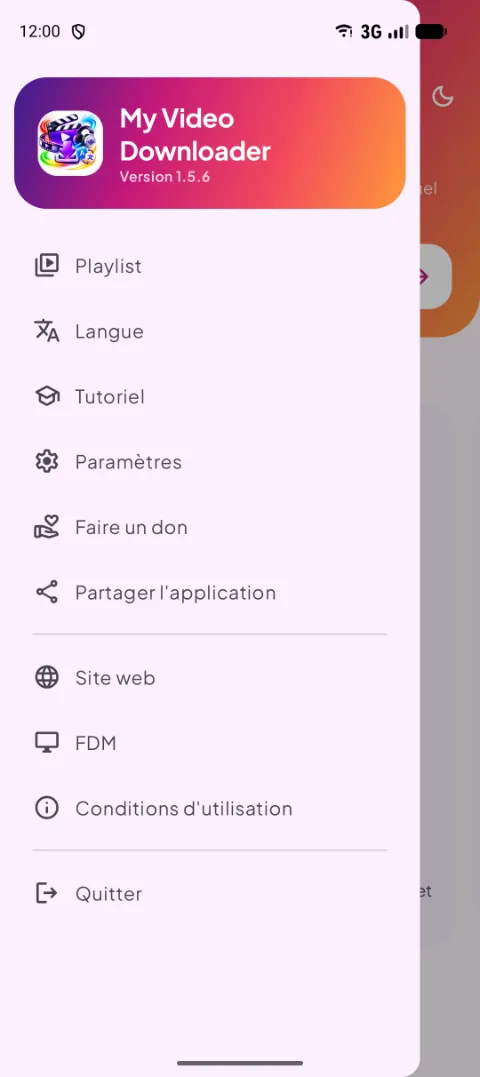 12:00
3G
My Video
Downloader
Version 1.5.6
Playlist
Langue
Tutoriel
Paramètres
Faire un don
Partager l'application
Site web
FDM
Conditions d'utilisation
et
Quitter